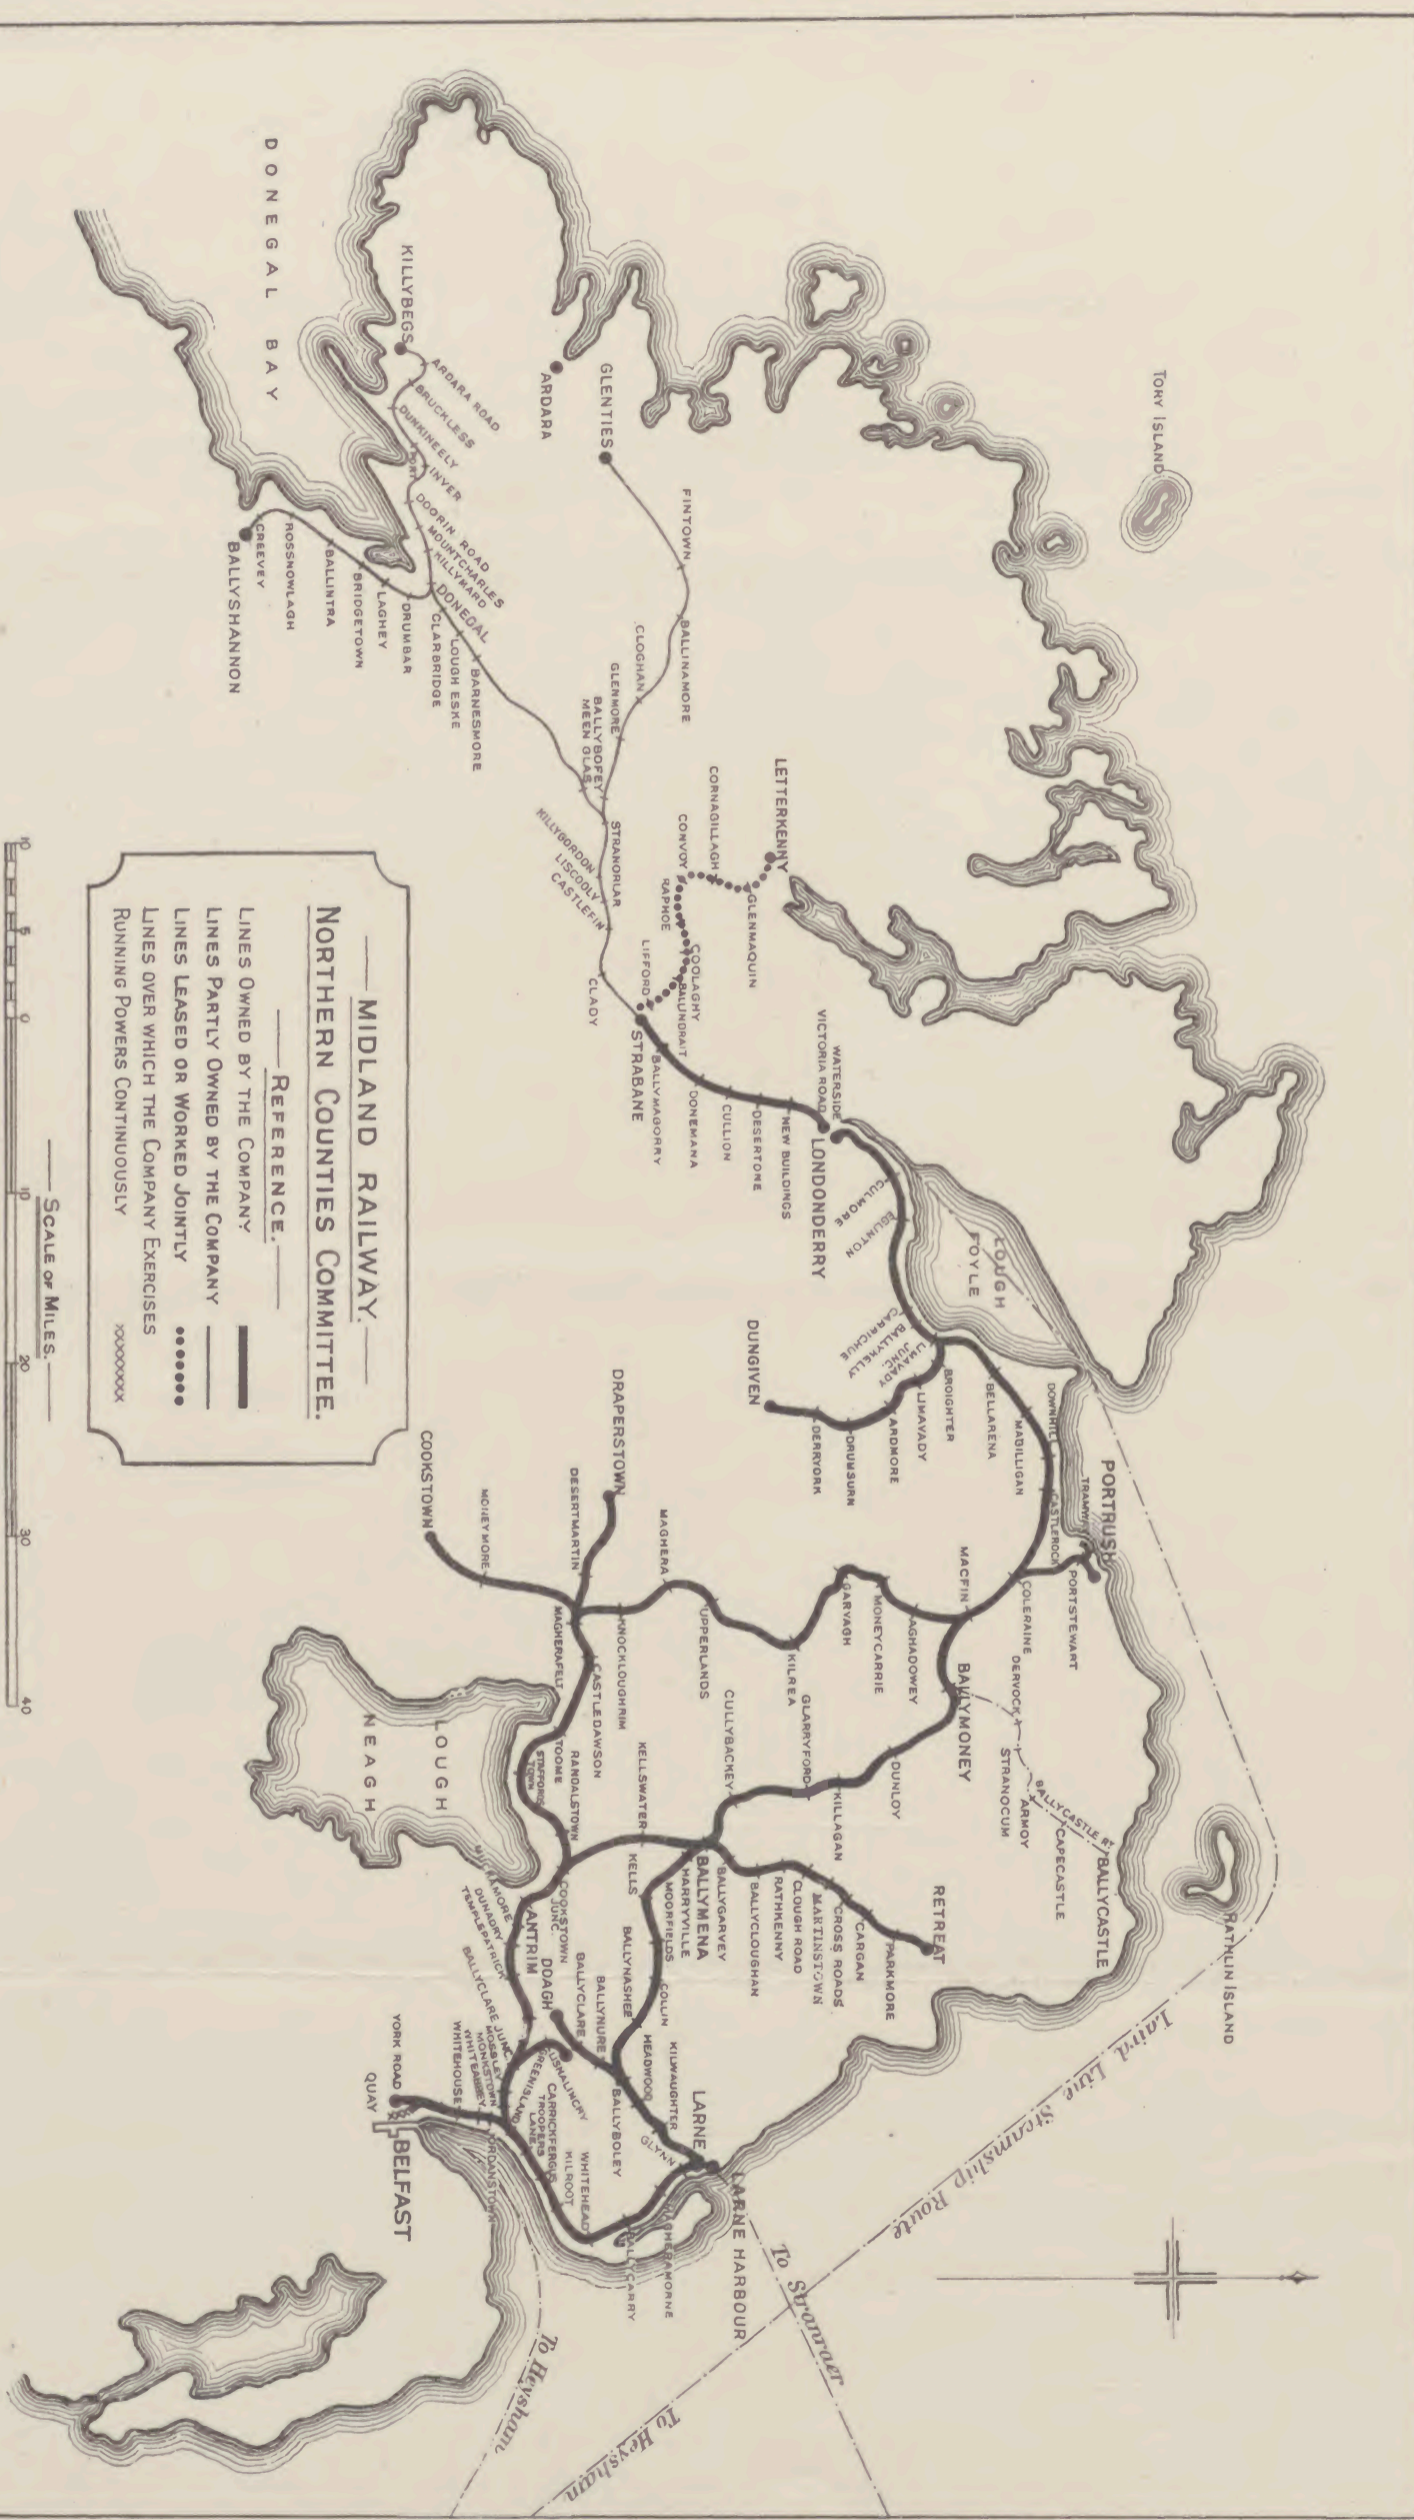 TORY ISLAND
DONEGAL BAY
KILLYBEGS
ARDARA ROAD
BRUCKLESS
DUNKINEELY
PORT
INVER
DOORIN ROAD
MOUNTCHARLES
KILLYMARD
DONEGAL
CLARBRIDGE
LOUGH ESKE
BARNESMORE
DRUMBAR
LAGHEY
BRIDGETOWN
BALLINTRA
ROSSNOWLAGH
CREEVEY
BALLYSHANNON
ARDARA
GLENTIES
FINTOWN
BALLINAMORE
CLOGHAN
GLENMORE
BALLYBOFEY
MEEN GLAS
STRANORLAR
KILLYGORDON
LISCOOLY
CASTLEFIN
CLADY
LETTERKENNY
CORNAGILLAGH
GLENMAQUIN
CONVOY
RAPHOE
COOLAGHY
BALLINDRAIT
LIFFORD
STRABANE
BALLYMAGORRY
DONEMANA
CULLION
DESERTONE
NEW BUILDINGS
VICTORIA ROAD
WATERSIDE
LONDONDERRY
CULMORE
EGLINTON
LOUGH
FOYLE
CARRICHUE
BALLYKELLY
LIMAVADY
JUNC.
BROIGHTER
LIMAVADY
ARDMORE
DRUMSURN
DERRYORK
DUNGIVEN
BELLARENA
MAGILLIGAN
DOWNHILL
CASTLEROCK
PORTRUSH
TRAMWAY
PORTSTEWART
COLERAINE
MACFIN
AGHADOWEY
MONEYCARRIE
GARVAGH
KILREA
UPPERLANDS
MAGHERA
KNOCKLOUGHRIM
MAGHERAFELT
DRAPERSTOWN
DESERTMARTIN
MONEYMORE
COOKSTOWN
CASTLEDAWSON
TOOME
STAFFORDS
TOWN
RANDALSTOWN
COOKSTOWN
JUNC.
LOUGH
NEAGH
BALLYMONEY
DERVOCK
STRANOCUM
ARMOY
CAPECASTLE
BALLYCASTLE RY
BALLYCASTLE
RATHLIN ISLAND
DUNLOY
KILLAGAN
GLARRYFORD
CULLYBACKEY
KELLSWATER
BALLYMENA
HARRYVILLE
BALLYGARVEY
BALLYCLOUGHAN
RATHKENNY
CLOUGH ROAD
MARTINSTOWN
CROSS ROADS
CARGAN
PARKMORE
RETREAT
KELLS
MOORFIELDS
BALLYNASHEE
COLLIN
HEADWOOD
KILWAUGHTER
BALLYBOLEY
BALLYNURE
BALLYCLARE
DOAGH
ANTRIM
MUCKAMORE
DUNADRY
TEMPLEPATRICK
BALLYCLARE JUNC.
MOSSLEY
MONKSTOWN
WHITEABBEY
WHITEHOUSE
YORK ROAD
QUAY
BELFAST
JORDANSTOWN
LISNALINCHY
GREENISLAND
TROOPERS
LANE
CARRICKFERGUS
KILROOT
WHITEHEAD
BALLYCARRY
MAGHERAMORNE
GLYNN
LARNE
LARNE HARBOUR
Laird Line Steamship Route
To Stranraer
To Heysham
To Heysham
MIDLAND RAILWAY.
NORTHERN COUNTIES COMMITTEE.
REFERENCE.
LINES OWNED BY THE COMPANY
LINES PARTLY OWNED BY THE COMPANY
LINES LEASED OR WORKED JOINTLY
LINES OVER WHICH THE COMPANY EXERCISES
RUNNING POWERS CONTINUOUSLY
SCALE OF MILES.
10 5 0 10 20 30 40